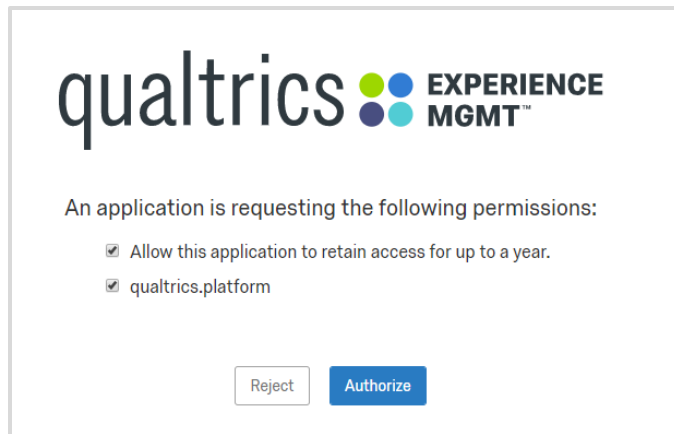 qualtrics EXPERIENCE
MGMT™
An application is requesting the following permissions:
Allow this application to retain access for up to a year.
qualtrics.platform
Reject Authorize